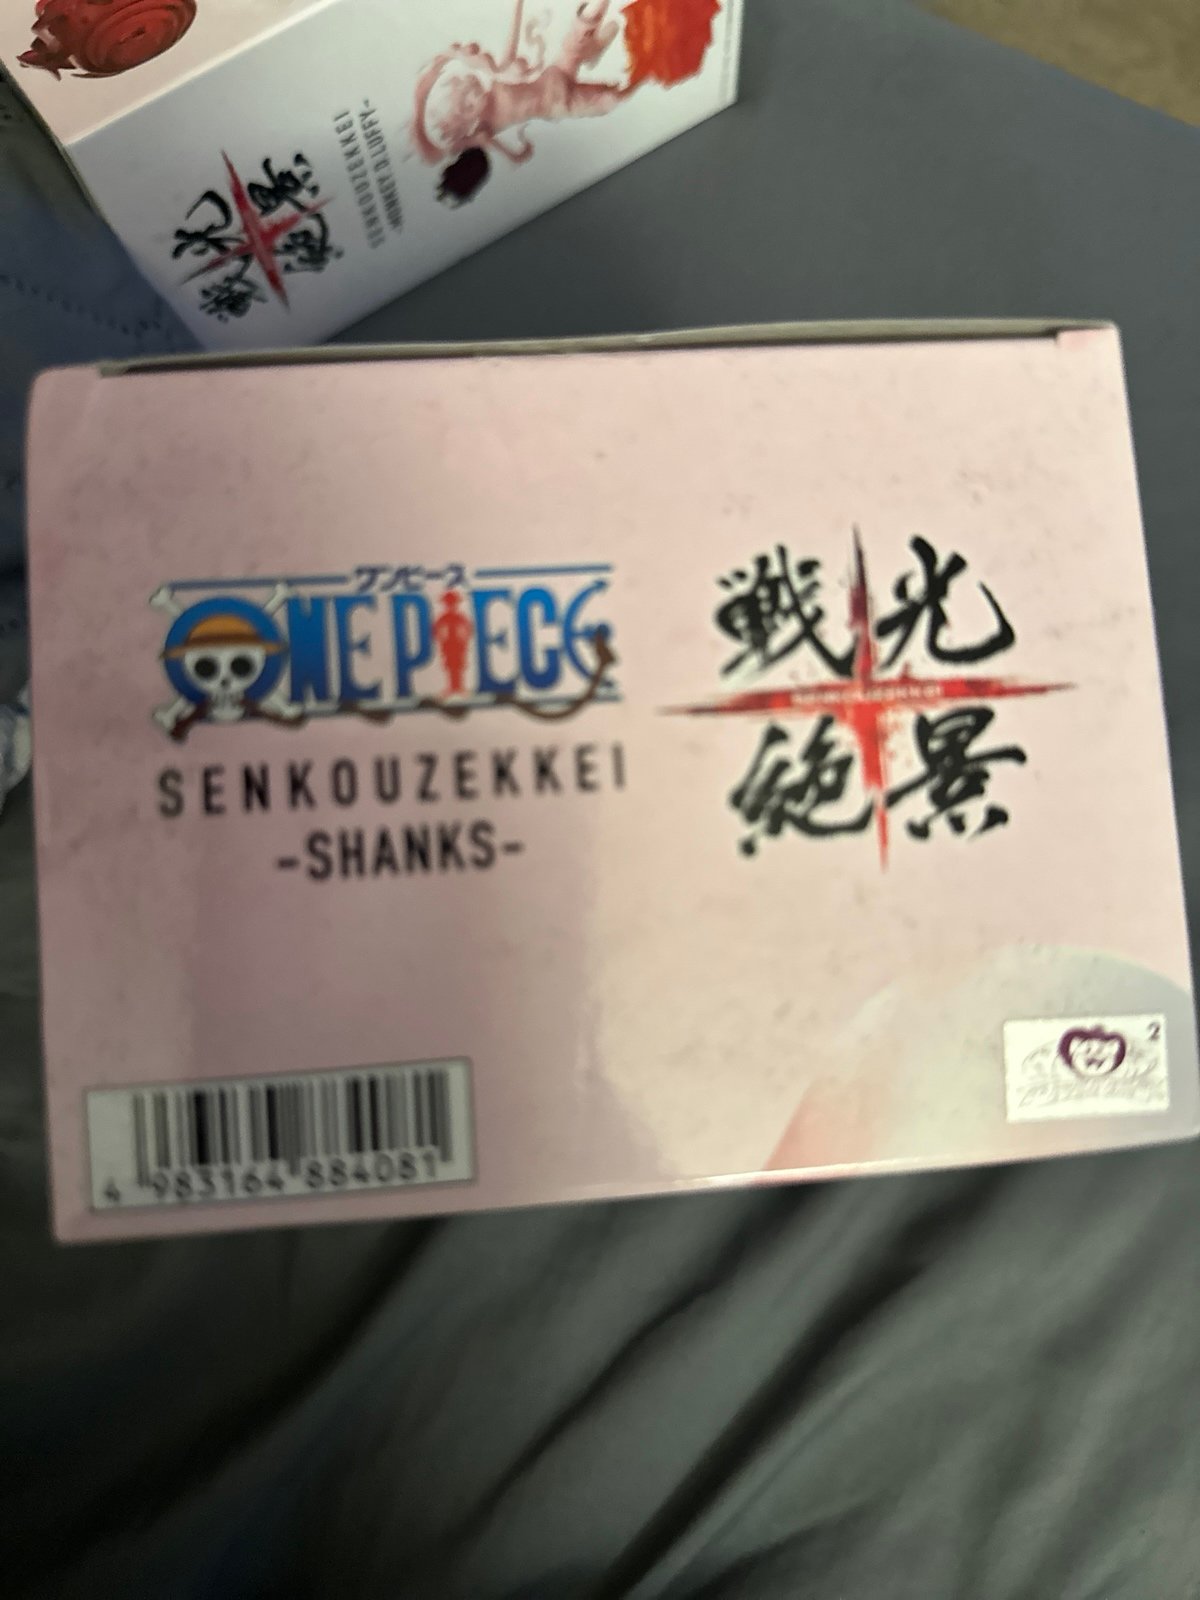 戦光
絶景
SENKOUZEKKEI
-MONKEY.D.LUFFY-
ワンピース
ONE PIECE
SENKOUZEKKEI
-SHANKS-
戦光
絶景
4 983164 884081
2